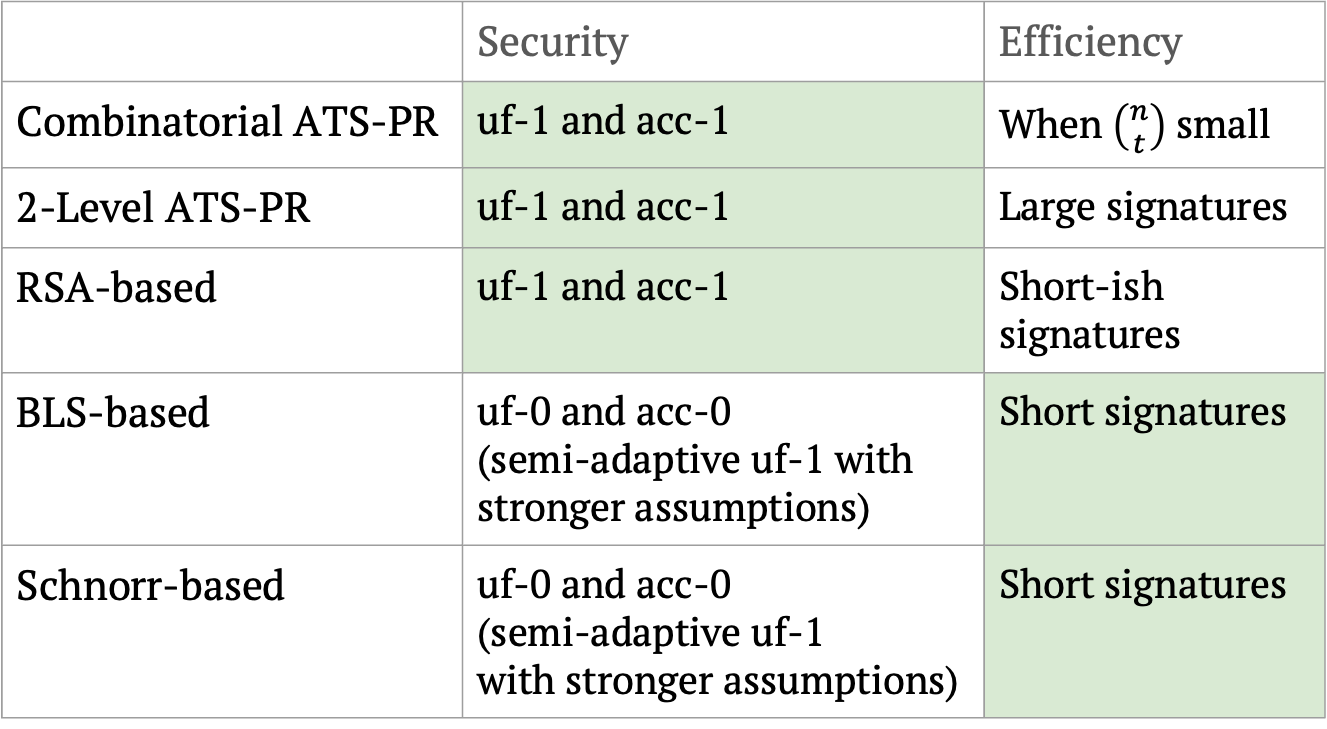 Security Efficiency
Combinatorial ATS-PR uf-1 and acc-1 When (n t) small
2-Level ATS-PR uf-1 and acc-1 Large signatures
RSA-based uf-1 and acc-1 Short-ish
signatures
BLS-based uf-0 and acc-0 Short signatures
(semi-adaptive uf-1 with
stronger assumptions)
Schnorr-based uf-0 and acc-0 Short signatures
(semi-adaptive uf-1
with stronger assumptions)